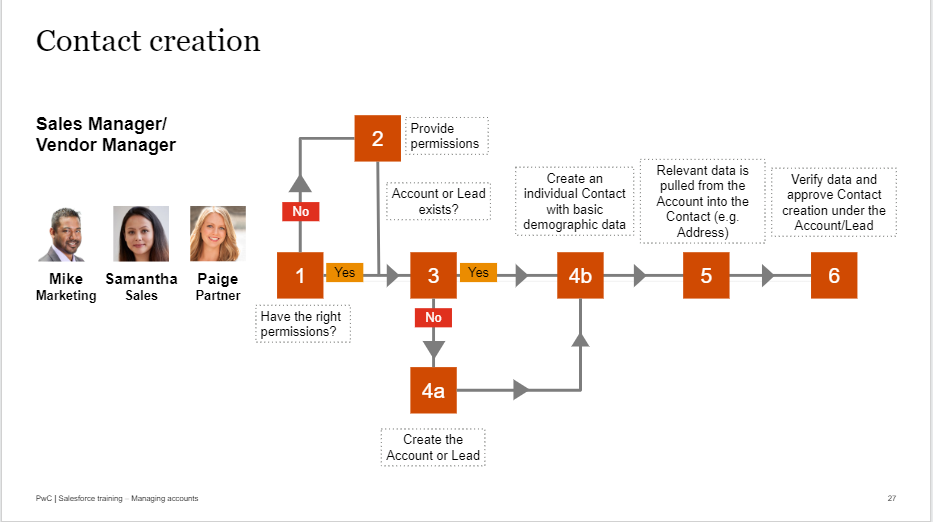 Contact creation
Sales Manager/
Vendor Manager
2
Provide
permissions
No
Account or Lead
exists?
Create an
individual Contact
with basic
demographic data
Relevant data is
pulled from the
Account into the
Contact (e.g.
Address)
Verify data and
approve Contact
creation under the
Account/Lead
Mike
Marketing
Samantha
Sales
Paige
Partner
1
Yes
3
Yes
4b
5
6
Have the right
permissions?
No
4a
Create the
Account or Lead
PwC | Salesforce training - Managing accounts
27